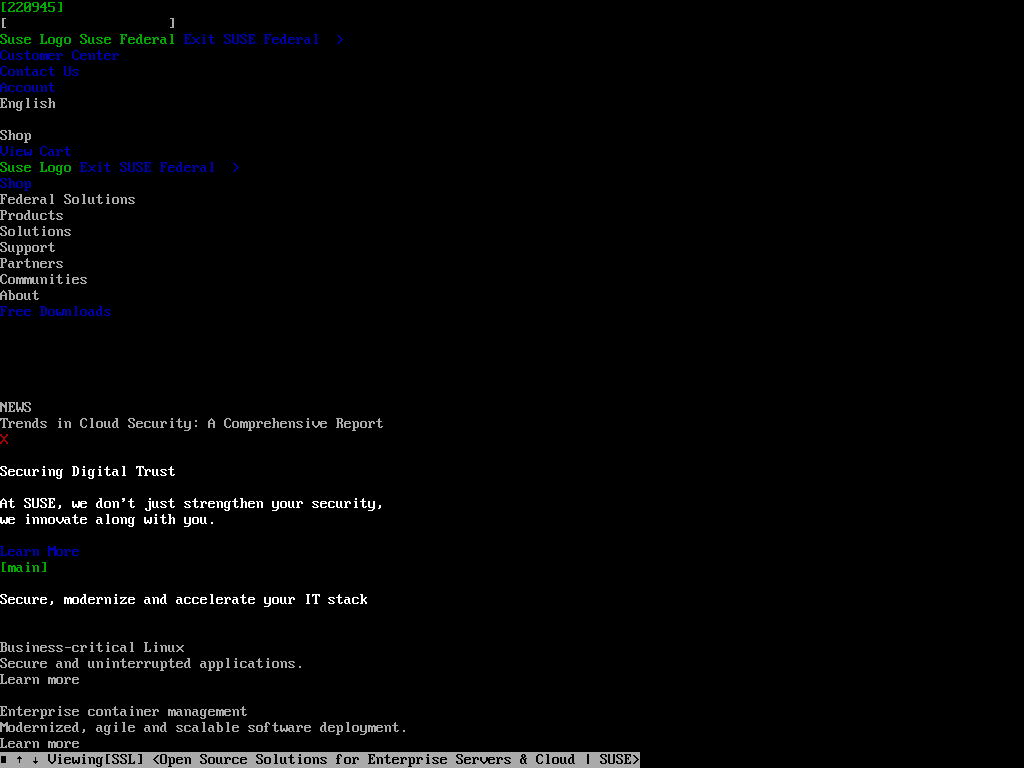 [220945]
[ ]
Suse Logo Suse Federal Exit SUSE Federal >
Customer Center
Contact Us
Account
English
Shop
View Cart
Suse Logo Exit SUSE Federal >
Shop
Federal Solutions
Products
Solutions
Support
Partners
Communities
About
Free Downloads
NEWS
Trends in Cloud Security: A Comprehensive Report
X
Securing Digital Trust
At SUSE, we don't just strengthen your security,
we innovate along with you.
Learn More
[main]
Secure, modernize and accelerate your IT stack
Business-critical Linux
Secure and uninterrupted applications.
Learn more
Enterprise container management
Modernized, agile and scalable software deployment.
Learn more
▪ ↑ ↓ Viewing[SSL] <Open Source Solutions for Enterprise Servers & Cloud | SUSE>